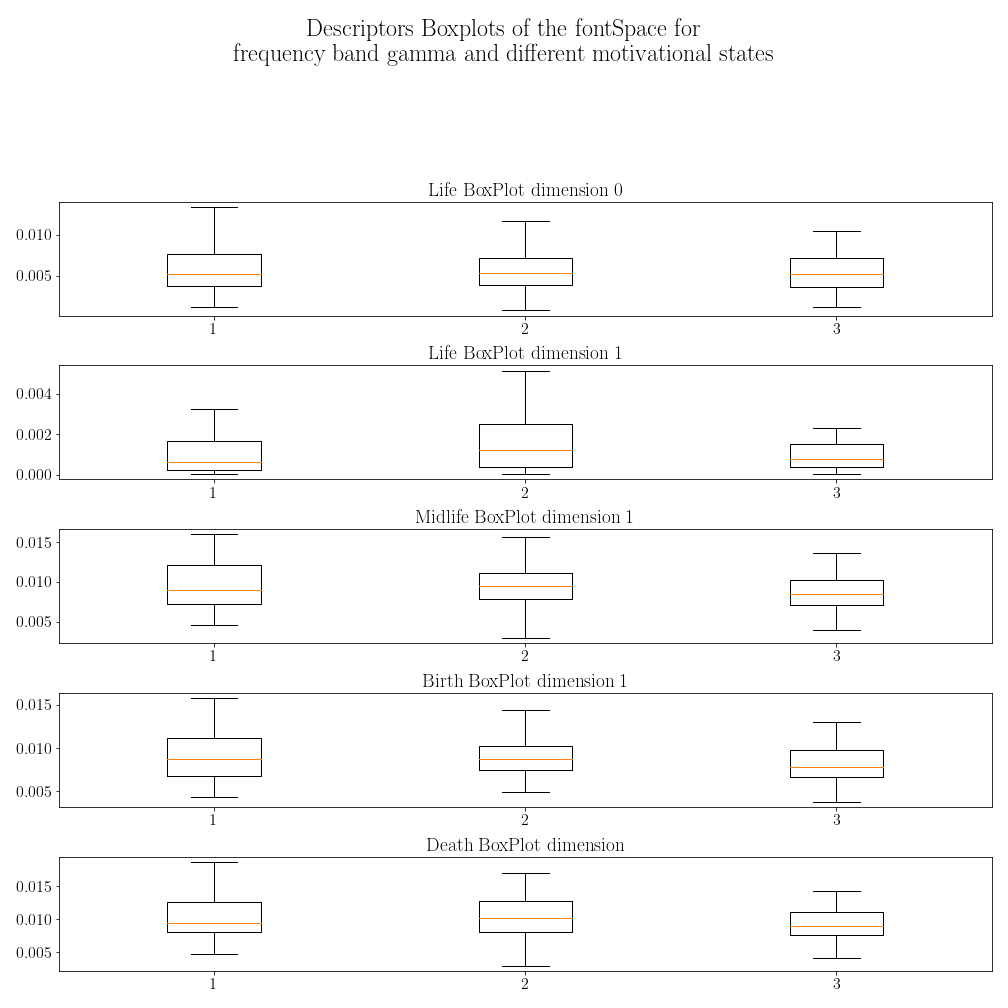 Descriptors Boxplots of the fontSpace for
frequency band gamma and different motivational states
Life BoxPlot dimension 0
0.010
0.005
1 2 3
Life BoxPlot dimension 1
0.004
0.002
0.000
1 2 3
Midlife BoxPlot dimension 1
0.015
0.010
0.005
1 2 3
Birth BoxPlot dimension 1
0.015
0.010
0.005
1 2 3
Death BoxPlot dimension
0.015
0.010
0.005
1 2 3